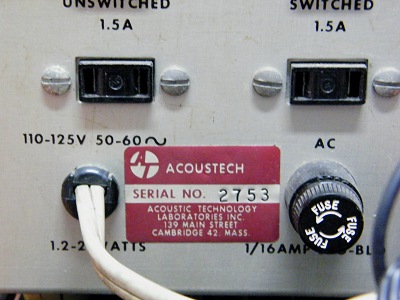 UNSWITCHED SWITCHED
1.5A 1.5A
110-125V 50-60~ AC
ACOUSTECH
SERIAL NO. 2753
ACOUSTIC TECHNOLOGY
LABORATORIES INC.
139 MAIN STREET
CAMBRIDGE 42, MASS.
FUSE
FUSE
FUSE
1/16AMP